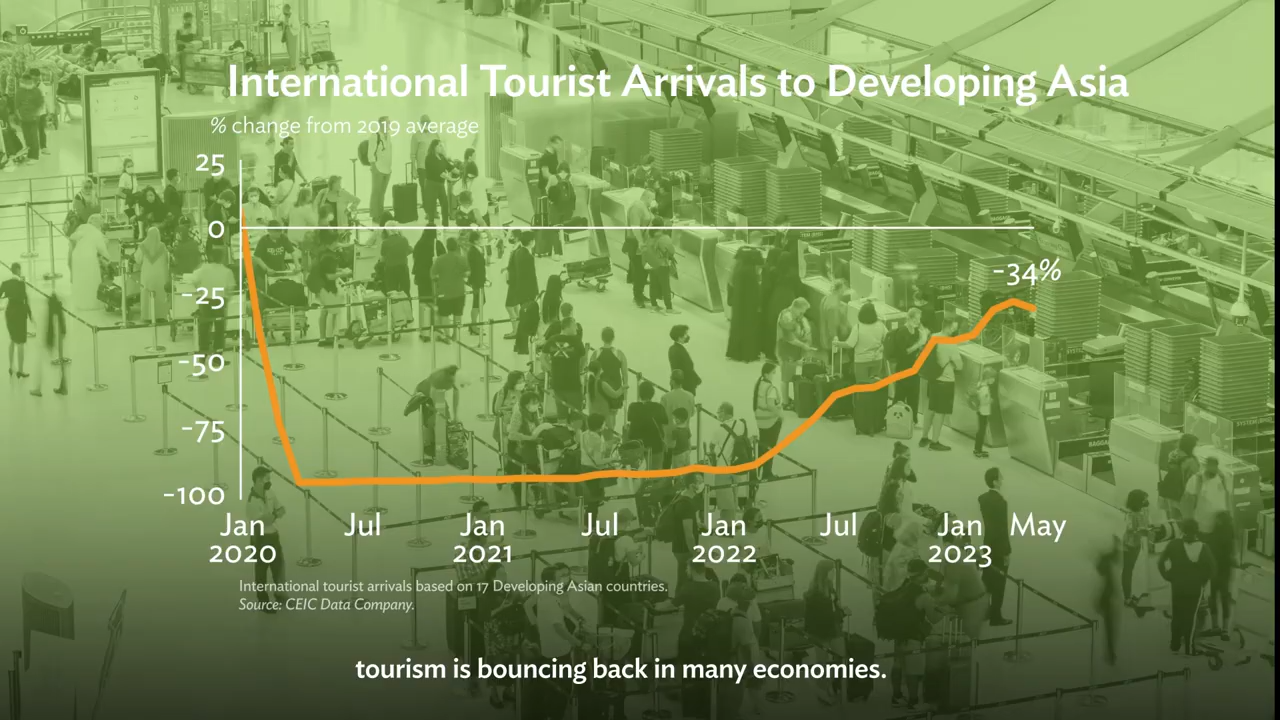 International Tourist Arrivals to Developing Asia
% change from 2019 average
25
0
-25
-50
-75
-100
-34%
Jan Jul Jan Jul Jan Jul Jan May
2020 2021 2022 2023
International tourist arrivals based on 17 Developing Asian countries.
Source: CEIC Data Company.
tourism is bouncing back in many economies.